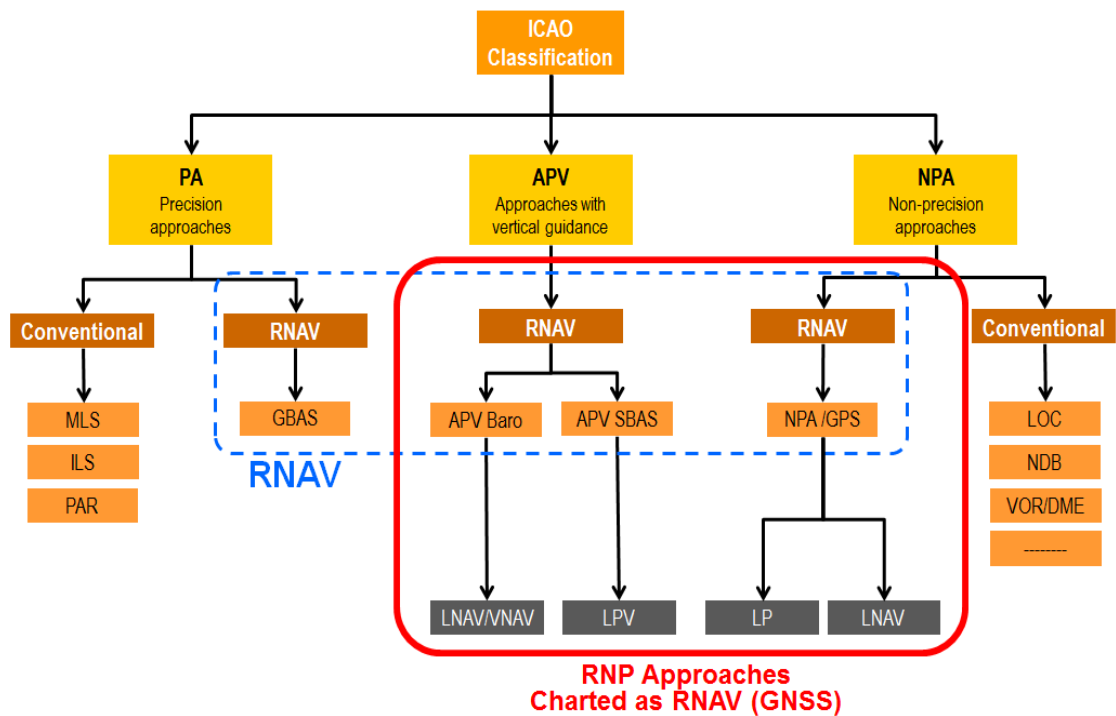 ICAO
Classification
PA
Precision
approaches
APV
Approaches with
vertical guidance
NPA
Non-precision
approaches
Conventional
RNAV
RNAV
RNAV
Conventional
MLS
GBAS
APV Baro
APV SBAS
NPA /GPS
LOC
ILS
RNAV
NDB
PAR
VOR/DME
--------
LNAV/VNAV
LPV
LP
LNAV
RNP Approaches
Charted as RNAV (GNSS)